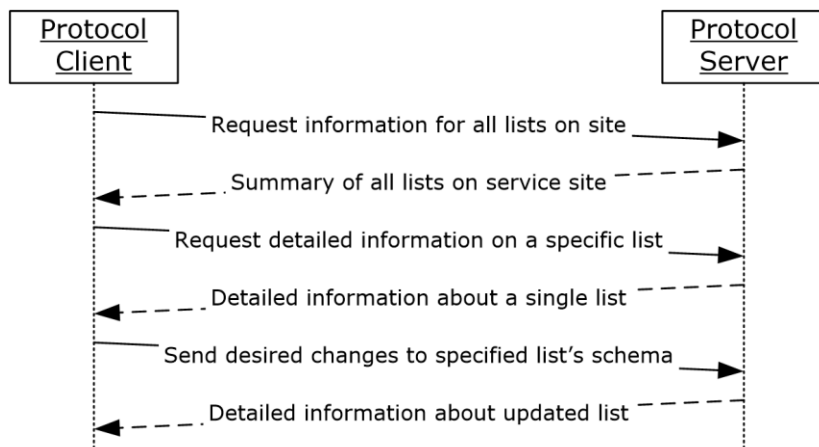 Protocol
Client
Protocol
Server
Request information for all lists on site
Summary of all lists on service site
Request detailed information on a specific list
Detailed information about a single list
Send desired changes to specified list’s schema
Detailed information about updated list